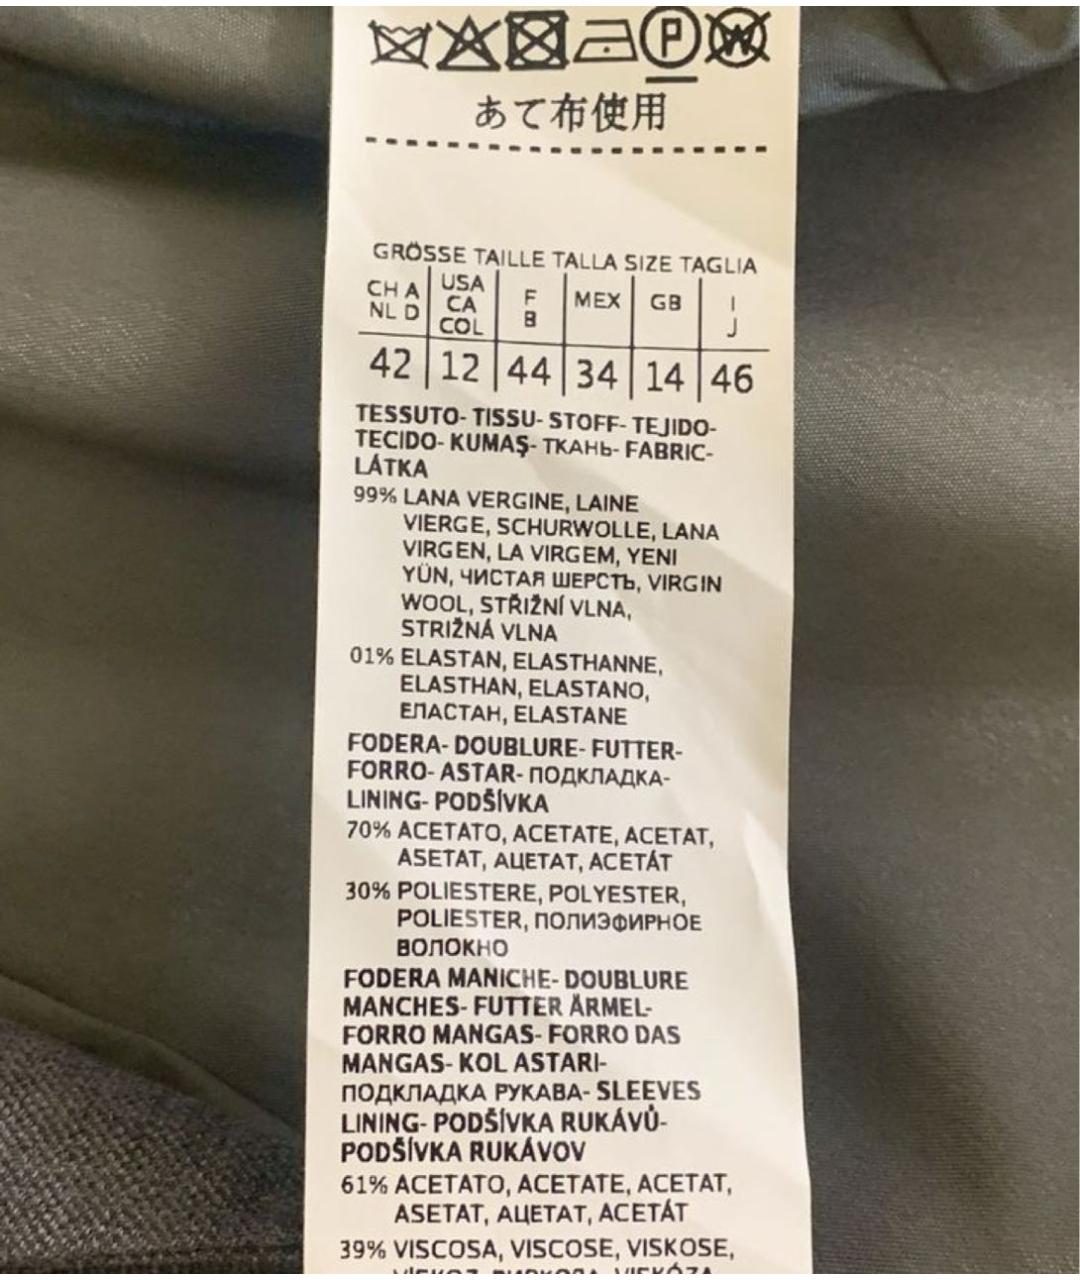 P W
あて布使用
GRÖSSE TAILLE TALLA SIZE TAGLIA
CH A NL D USA CA COL F B MEX GB I J
42 12 44 34 14 46
TESSUTO- TISSU- STOFF- TEJIDO-
TECIDO- KUMAŞ- ТКАНЬ- FABRIC-
LÁTKA
99% LANA VERGINE, LAINE
VIERGE, SCHURWOLLE, LANA
VIRGEN, LA VIRGEM, YENI
YÜN, ЧИСТАЯ ШЕРСТЬ, VIRGIN
WOOL, STŘIŽNÍ VLNA,
STRIŽNÁ VLNA
01% ELASTAN, ELASTHANNE,
ELASTHAN, ELASTANO,
ЕЛАСТАН, ELASTANE
FODERA- DOUBLURE- FUTTER-
FORRO- ASTAR- ПОДКЛАДКА-
LINING- PODŠÍVKA
70% ACETATO, ACETATE, ACETAT,
ASETAT, АЦЕТАТ, ACETÁT
30% POLIESTERE, POLYESTER,
POLIESTER, ПОЛИЭФИРНОЕ
ВОЛОКНО
FODERA MANICHE- DOUBLURE
MANCHES- FUTTER ÄRMEL-
FORRO MANGAS- FORRO DAS
MANGAS- KOL ASTARI-
ПОДКЛАДКА РУКАВА- SLEEVES
LINING- PODŠÍVKA RUKÁVŮ-
PODŠÍVKA RUKÁVOV
61% ACETATO, ACETATE, ACETAT,
ASETAT, АЦЕТАТ, ACETÁT
39% VISCOSA, VISCOSE, VISKOSE,